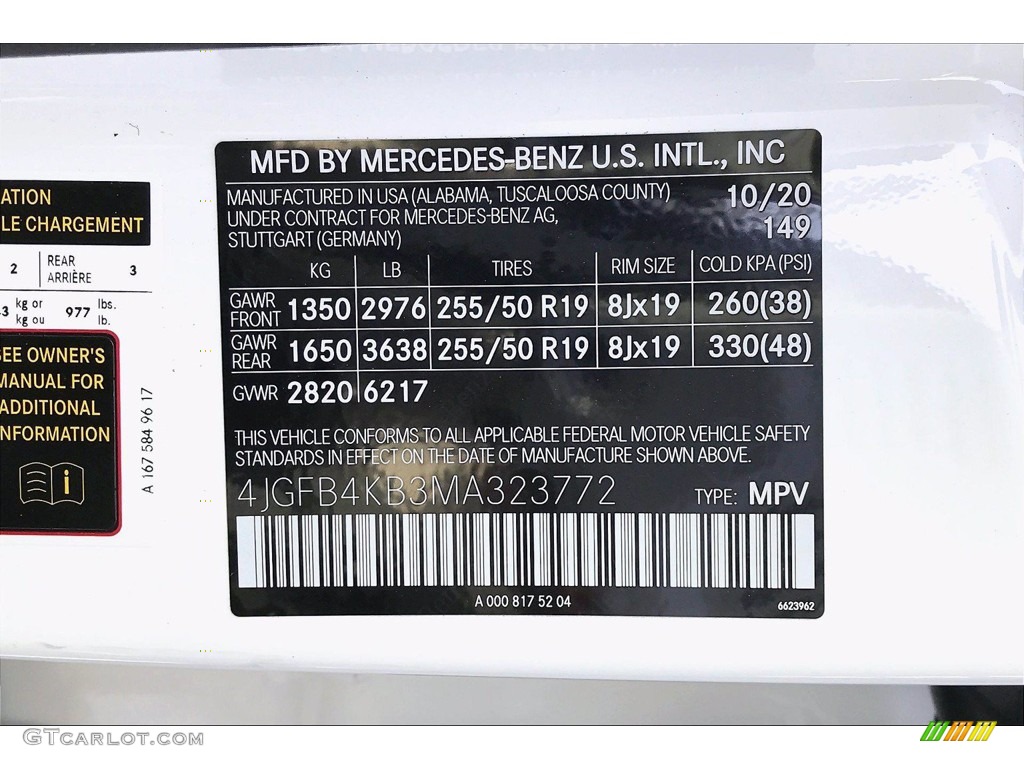 MFD BY MERCEDES-BENZ U.S. INTL., INC
MANUFACTURED IN USA (ALABAMA, TUSCALOOSA COUNTY) 10/20
UNDER CONTRACT FOR MERCEDES-BENZ AG, 149
STUTTGART (GERMANY)
KG LB TIRES RIM SIZE COLD KPA (PSI)
GAWR FRONT 1350 2976 255/50 R19 8Jx19 260(38)
GAWR REAR 1650 3638 255/50 R19 8Jx19 330(48)
GVWR 2820 6217
THIS VEHICLE CONFORMS TO ALL APPLICABLE FEDERAL MOTOR VEHICLE SAFETY
STANDARDS IN EFFECT ON THE DATE OF MANUFACTURE SHOWN ABOVE.
4JGFB4KB3MA323772 TYPE: MPV
A 000 817 52 04
6623962
ATION
LE CHARGEMENT
2 REAR ARRIÈRE 3
3 kg or kg ou 977 lbs. lb.
SEE OWNER'S
MANUAL FOR
ADDITIONAL
INFORMATION
i
A 167 584 96 17
GTcarlot.com